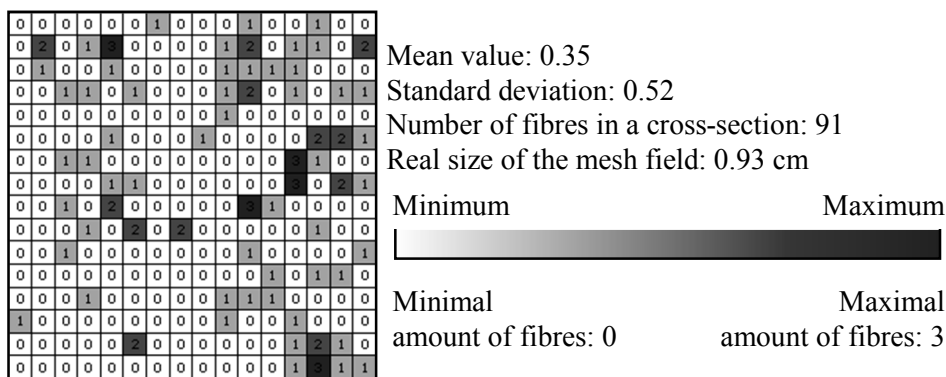 0 0 0 0 0 0 1 0 0 0 1 0 0 1 0 0
0 2 0 1 3 0 0 0 0 1 2 0 1 1 0 2
0 1 0 0 1 0 0 0 0 1 1 1 1 0 0 0
0 0 1 1 0 1 0 0 0 1 2 0 1 0 1 1
0 0 0 0 0 0 0 0 0 1 0 0 0 0 0 0
0 0 0 0 1 0 0 0 1 0 0 0 0 2 2 1
0 0 1 1 0 0 0 0 0 0 0 0 3 1 0 0
0 0 0 0 1 1 0 0 0 0 0 0 3 0 2 1
0 0 1 0 2 0 0 0 0 0 3 1 0 0 0 0
0 0 0 1 0 2 0 2 0 0 0 0 0 1 0 0
0 0 1 0 0 0 0 0 0 0 1 0 0 0 0 1
0 0 0 0 0 0 0 0 0 0 0 1 0 1 1 0
0 0 0 1 0 0 0 0 0 1 1 1 0 0 0 0
1 0 0 0 0 0 0 0 0 1 0 0 1 0 0 0
0 0 0 0 0 2 0 0 0 0 0 0 1 2 1 0
0 0 0 0 0 0 0 0 0 0 0 0 1 3 1 1
Mean value: 0.35
Standard deviation: 0.52
Number of fibres in a cross-section: 91
Real size of the mesh field: 0.93 cm
Minimum Maximum
Minimal Maximal
amount of fibres: 0 amount of fibres: 3